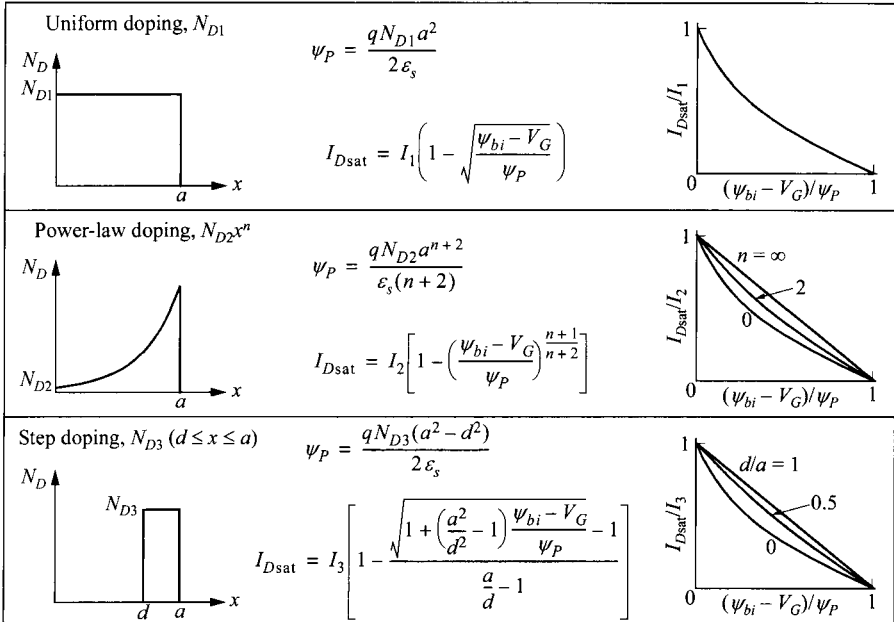 Uniform doping, N_{D1}
N_D
N_{D1}
a
x
ψ_P = qN_{D1}a^2 / 2ε_s
I_{Dsat} = I_1(1 − √((ψ_{bi} − V_G)/ψ_P))
1
I_{Dsat}/I_1
0
(ψ_{bi} − V_G)/ψ_P
1
Power-law doping, N_{D2}x^n
N_D
N_{D2}
a
x
ψ_P = qN_{D2}a^{n+2} / ε_s(n+2)
I_{Dsat} = I_2[1 − ((ψ_{bi} − V_G)/ψ_P)^{(n+1)/(n+2)}]
1
n = ∞
2
0
I_{Dsat}/I_2
0
(ψ_{bi} − V_G)/ψ_P
1
Step doping, N_{D3} (d ≤ x ≤ a)
N_D
N_{D3}
d
a
x
ψ_P = qN_{D3}(a^2 − d^2) / 2ε_s
I_{Dsat} = I_3[1 − (√(1 + (a^2/d^2 − 1)(ψ_{bi} − V_G)/ψ_P) − 1)/(a/d − 1)]
1
d/a = 1
0.5
0
I_{Dsat}/I_3
0
(ψ_{bi} − V_G)/ψ_P
1